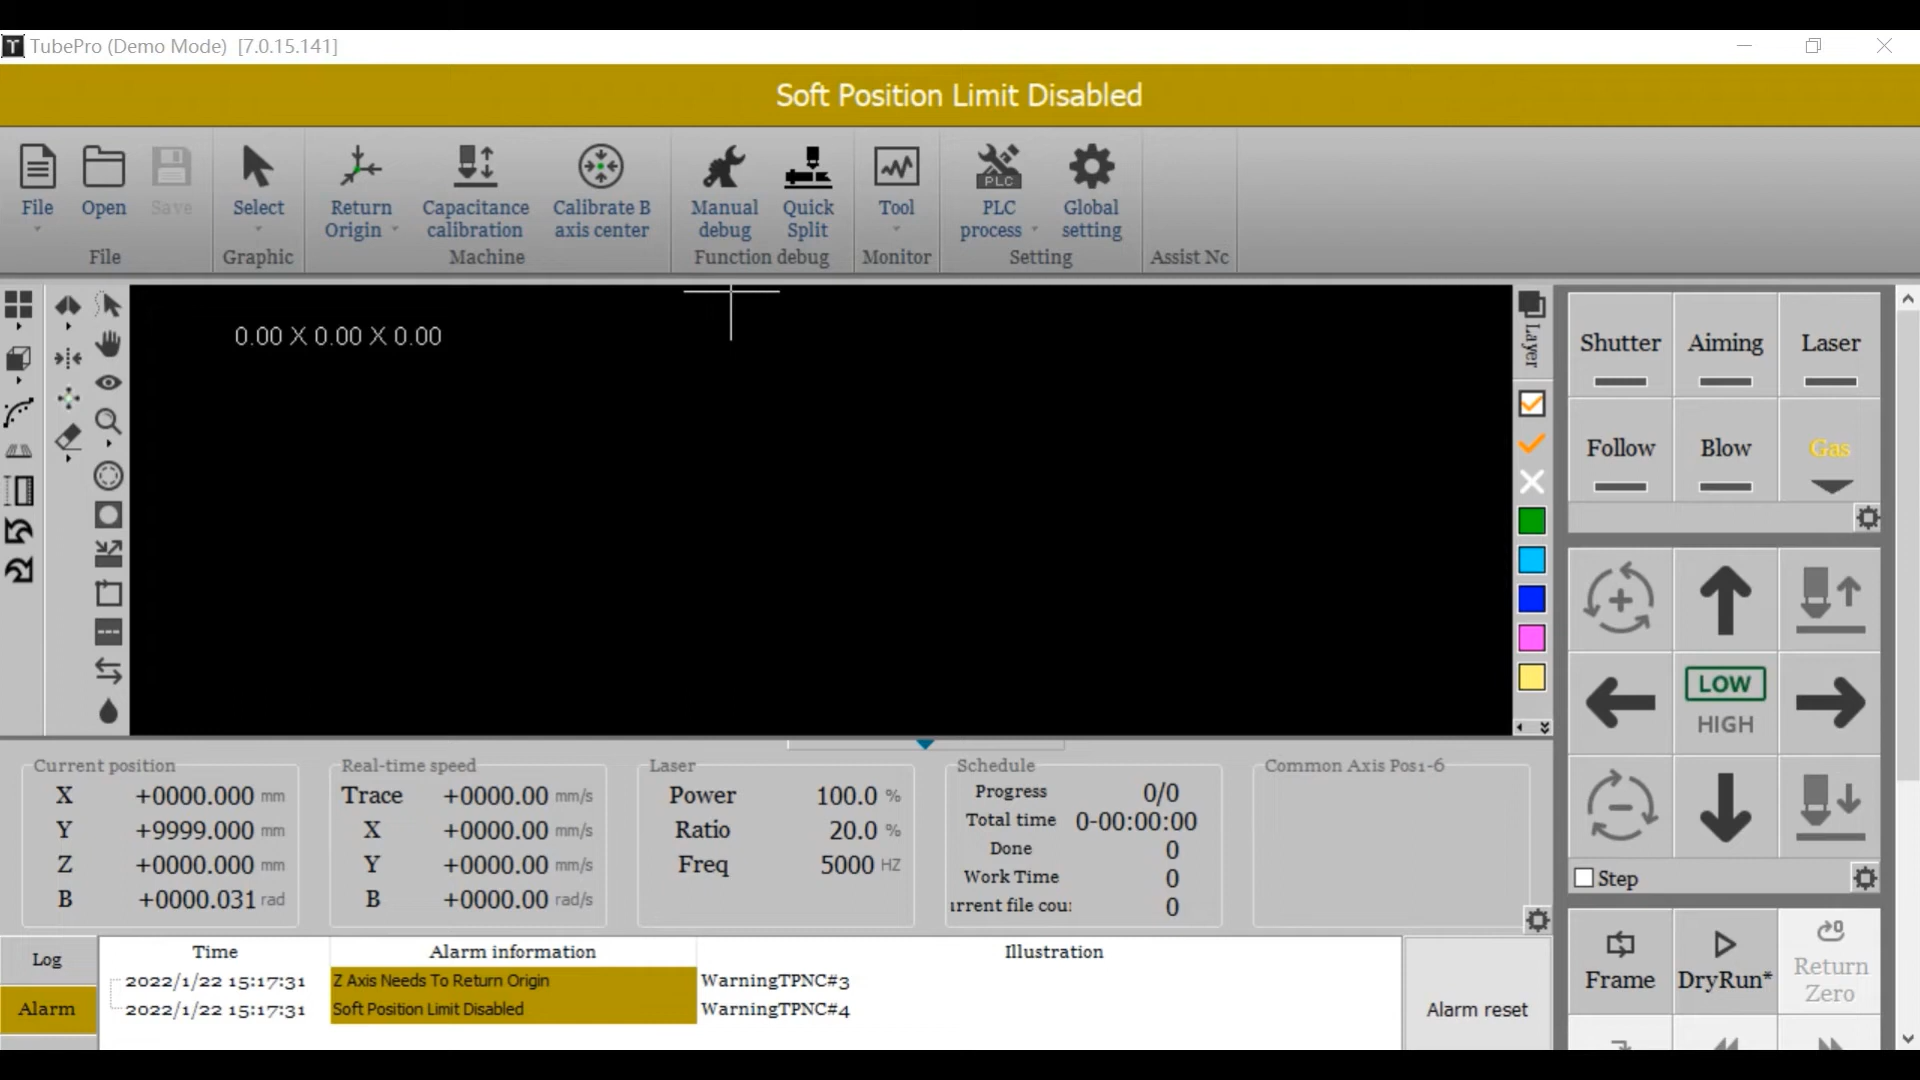 TubePro (Demo Mode) [7.0.15.141]
Soft Position Limit Disabled
File
Open
Save
File
Select
Graphic
Return
Origin
Capacitance
calibration
Calibrate B
axis center
Machine
Manual
debug
Quick
Split
Function debug
Tool
Monitor
PLC
PLC
process
Global
setting
Setting
Assist Nc
0.00 X 0.00 X 0.00
Layer
Shutter
Aiming
Laser
Follow
Blow
Gas
LOW
HIGH
Step
Frame
DryRun*
Return
Zero
Current position
X +0000.000 mm
Y +9999.000 mm
Z +0000.000 mm
B +0000.031 rad
Real-time speed
Trace +0000.00 mm/s
X +0000.00 mm/s
Y +0000.00 mm/s
B +0000.00 rad/s
Laser
Power 100.0 %
Ratio 20.0 %
Freq 5000 HZ
Schedule
Progress 0/0
Total time 0-00:00:00
Done 0
Work Time 0
urrent file cou: 0
Common Axis Pos1-6
Log
Alarm
Time Alarm information Illustration
2022/1/22 15:17:31 Z Axis Needs To Return Origin WarningTPNC#3
2022/1/22 15:17:31 Soft Position Limit Disabled WarningTPNC#4
Alarm reset